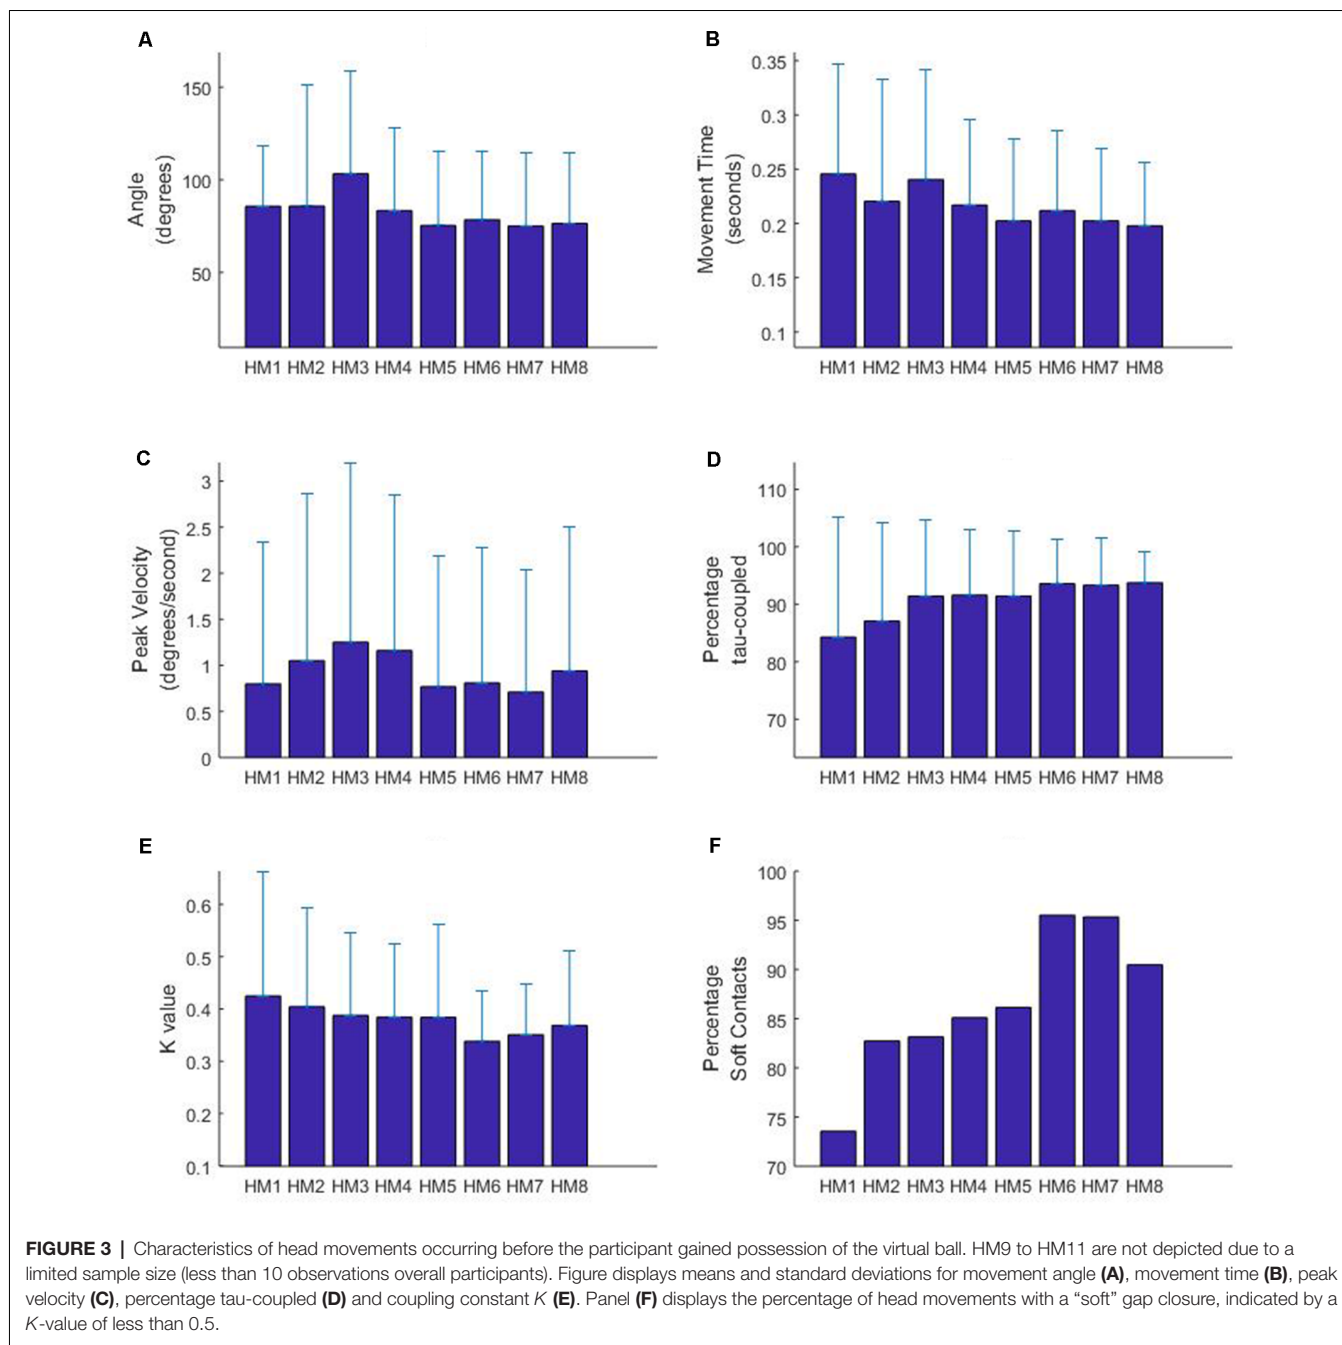 A
150
100
50
Angle
(degrees)
HM1 HM2 HM3 HM4 HM5 HM6 HM7 HM8
B
0.35
0.3
0.25
0.2
0.15
0.1
Movement Time
(seconds)
HM1 HM2 HM3 HM4 HM5 HM6 HM7 HM8
C
3
2.5
2
1.5
1
0.5
0
Peak Velocity
(degrees/second)
HM1 HM2 HM3 HM4 HM5 HM6 HM7 HM8
D
110
100
90
80
70
Percentage
tau-coupled
HM1 HM2 HM3 HM4 HM5 HM6 HM7 HM8
E
0.6
0.5
0.4
0.3
0.2
0.1
K value
HM1 HM2 HM3 HM4 HM5 HM6 HM7 HM8
F
100
95
90
85
80
75
70
Percentage
Soft Contacts
HM1 HM2 HM3 HM4 HM5 HM6 HM7 HM8
FIGURE 3 | Characteristics of head movements occurring before the participant gained possession of the virtual ball. HM9 to HM11 are not depicted due to a
limited sample size (less than 10 observations overall participants). Figure displays means and standard deviations for movement angle (A), movement time (B), peak
velocity (C), percentage tau-coupled (D) and coupling constant K (E). Panel (F) displays the percentage of head movements with a “soft” gap closure, indicated by a
K-value of less than 0.5.